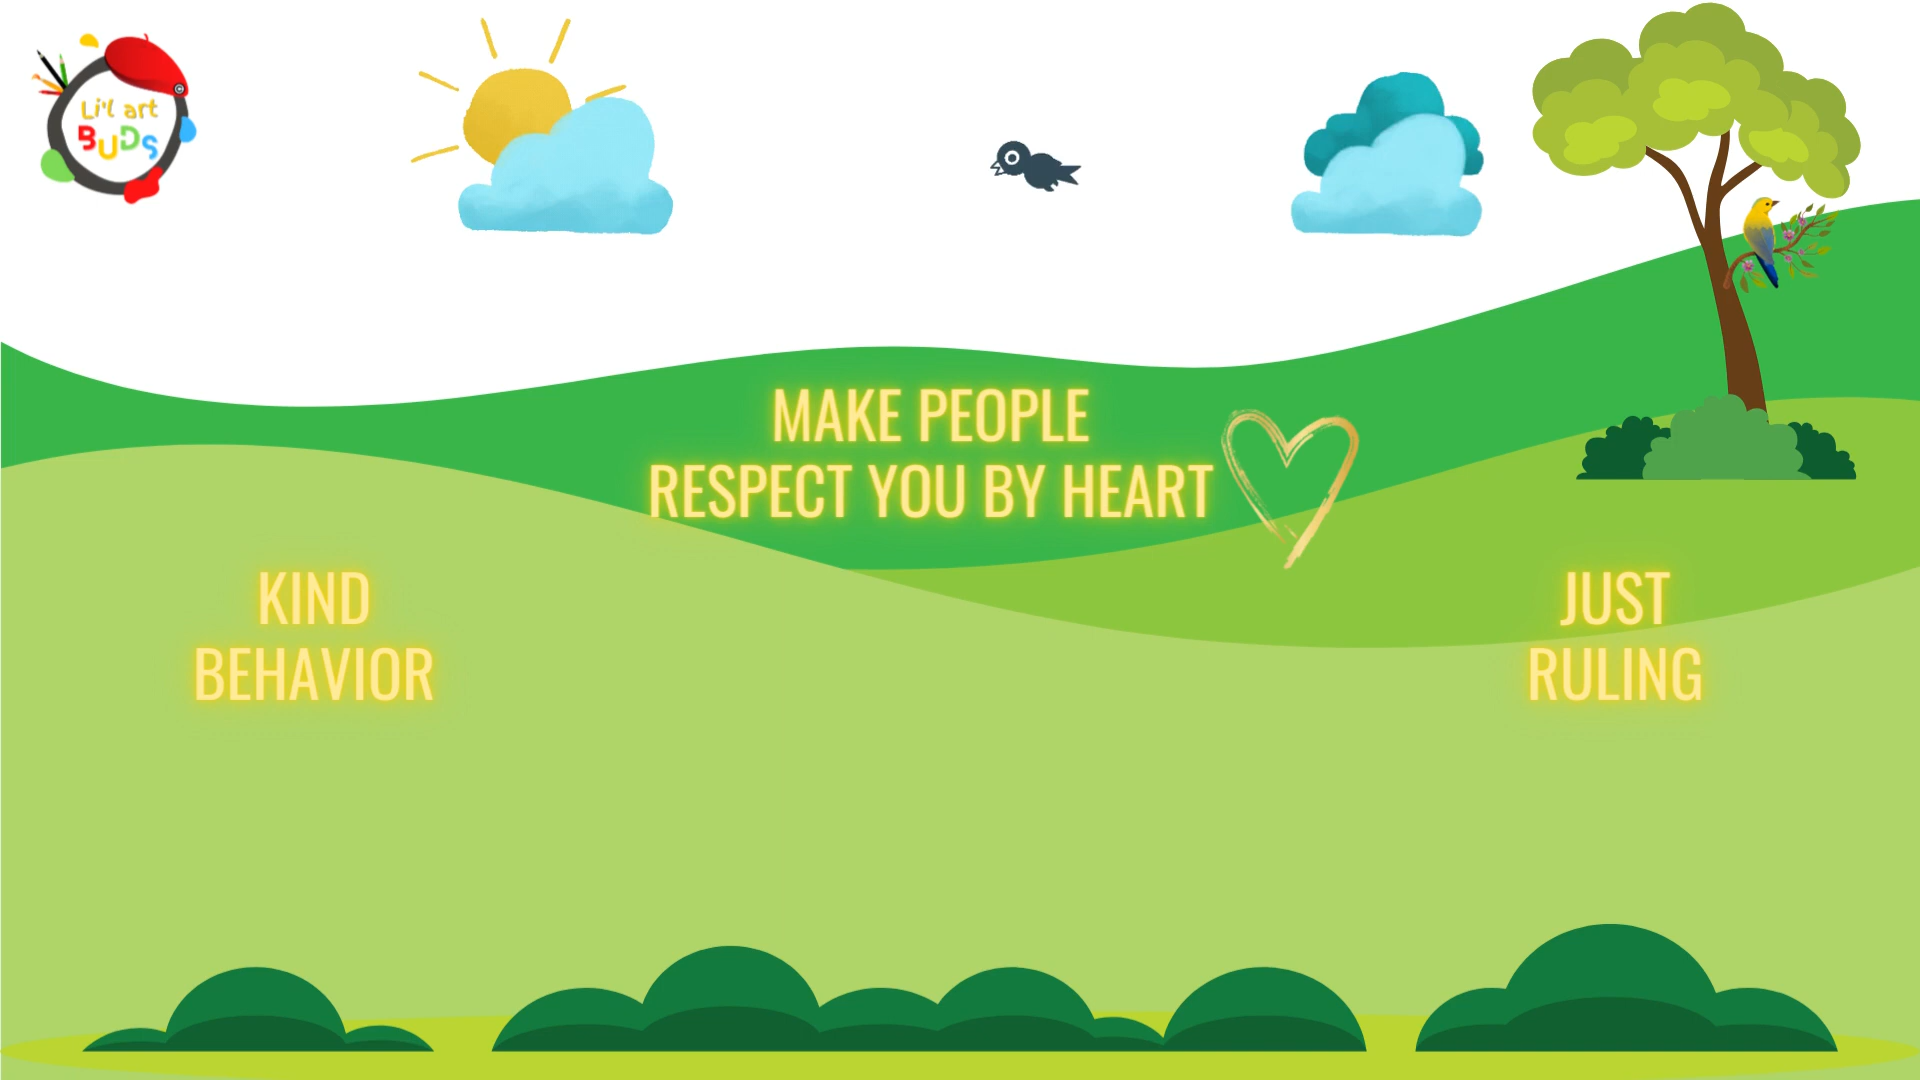 Li'l art
BUDS
MAKE PEOPLE
RESPECT YOU BY HEART
KIND
BEHAVIOR
JUST
RULING